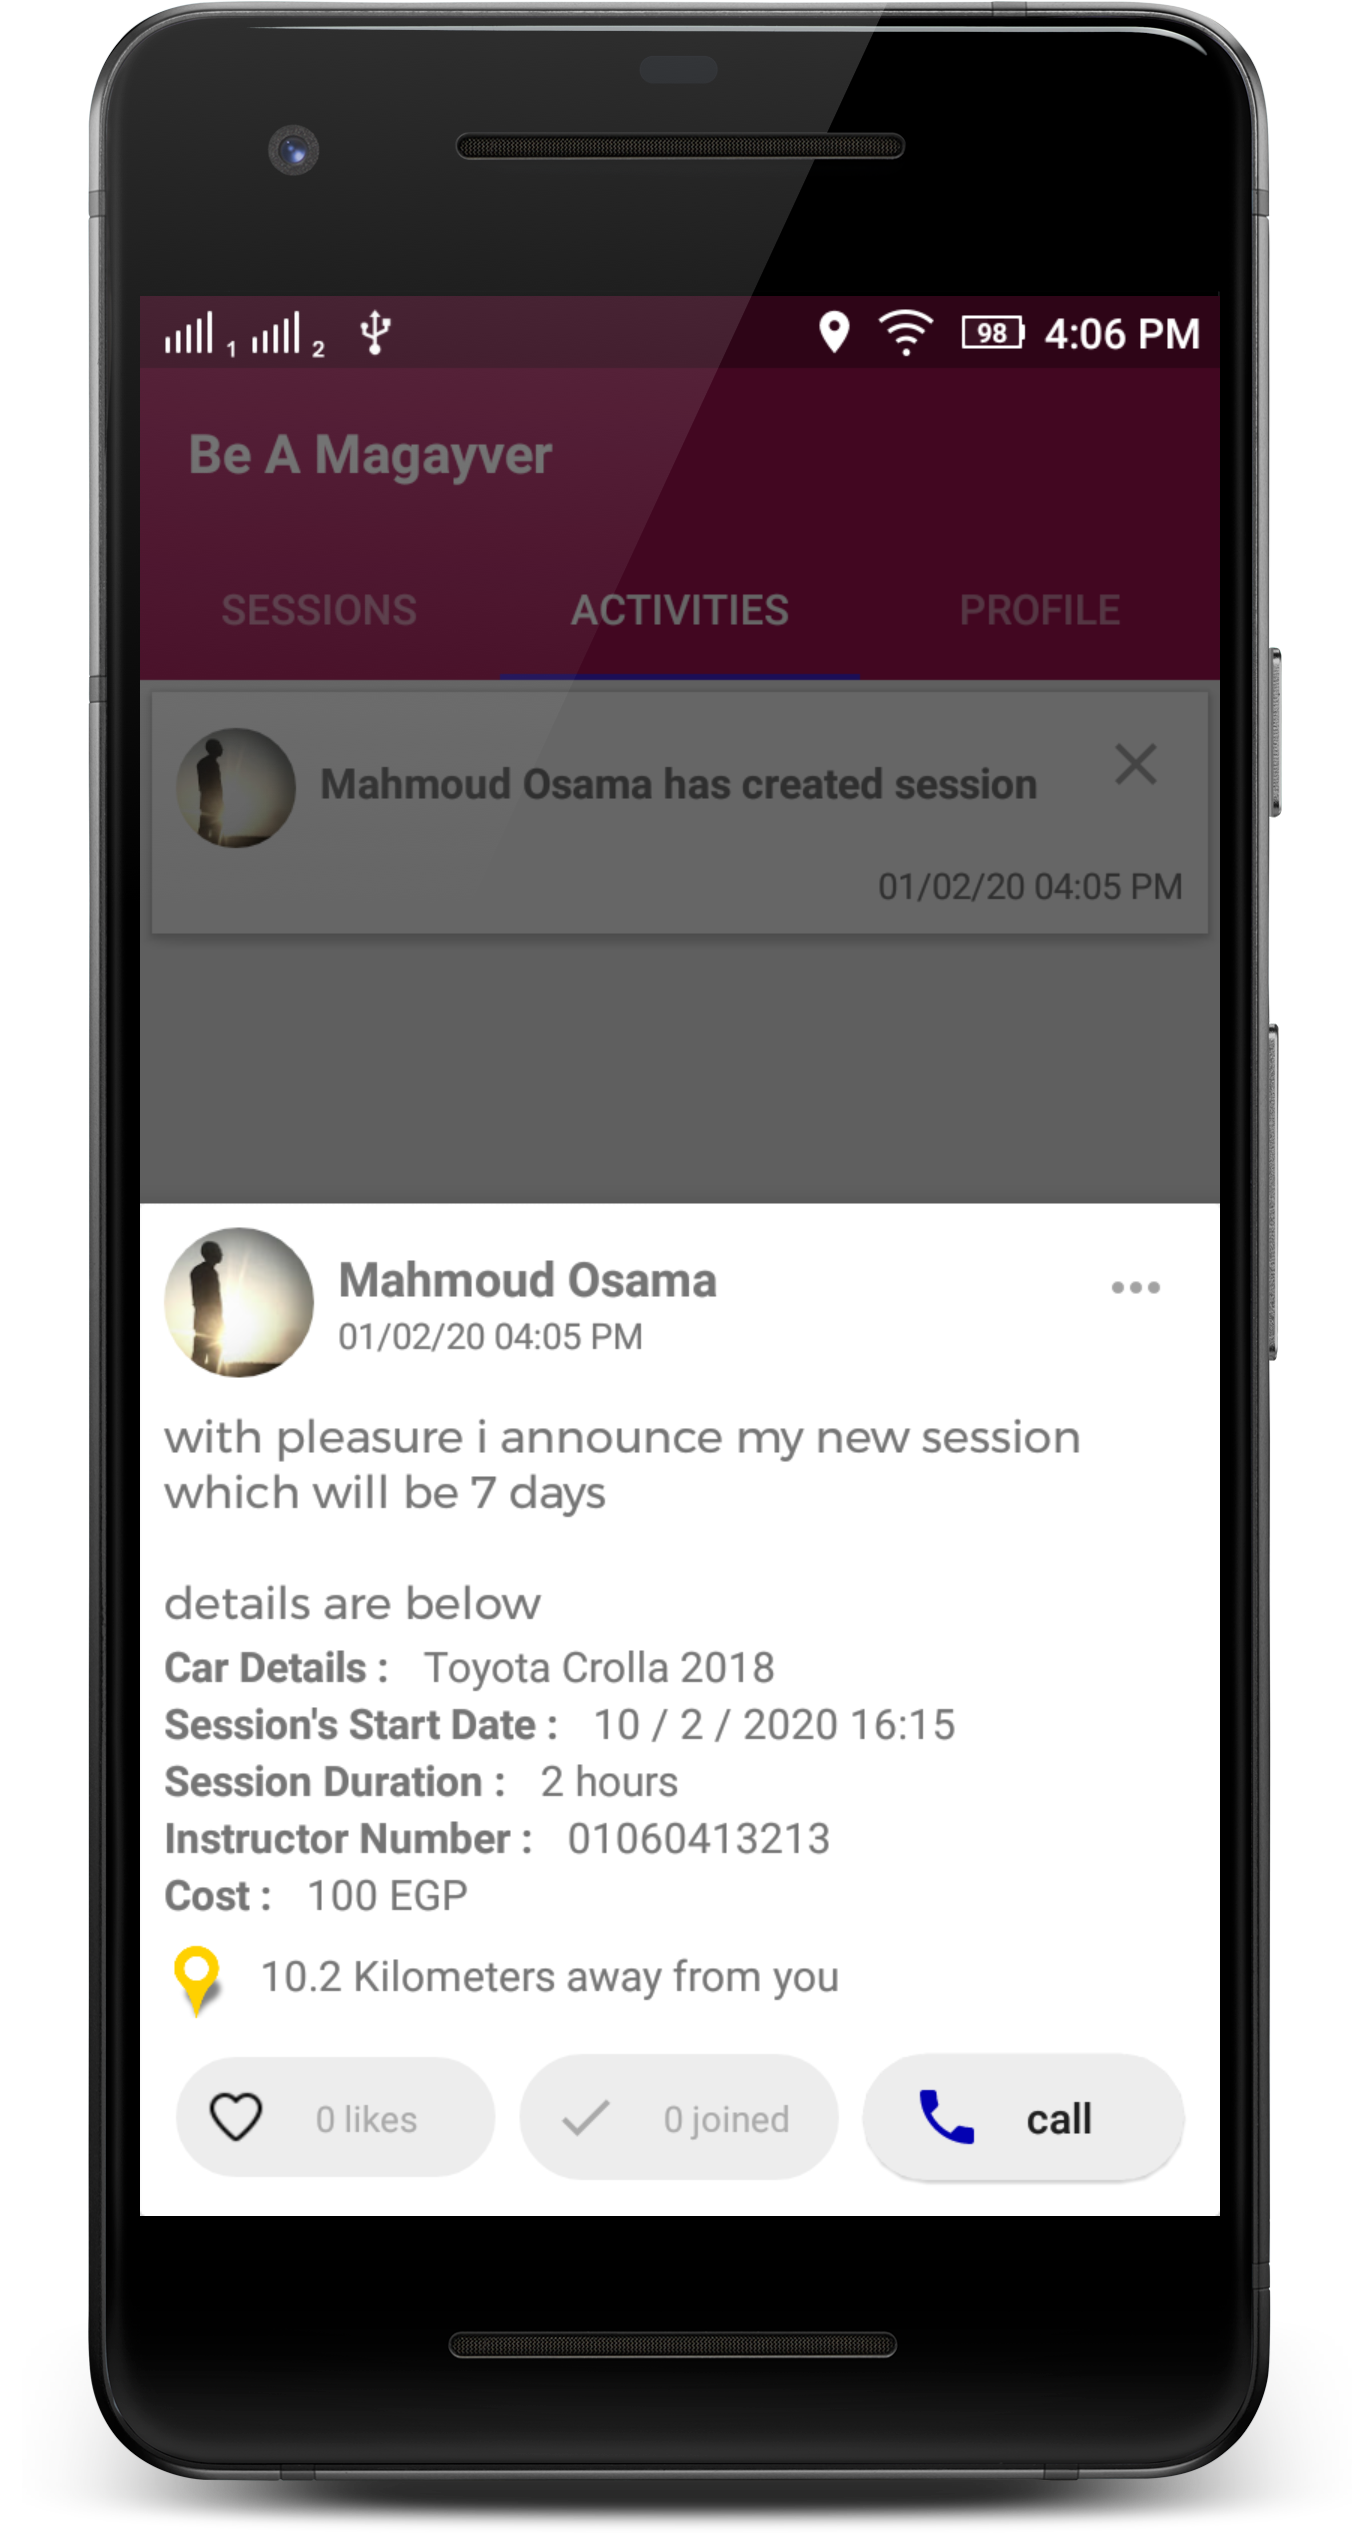 1 2 98 4:06 PM
Be A Magayver
SESSIONS ACTIVITIES PROFILE
Mahmoud Osama has created session
01/02/20 04:05 PM
Mahmoud Osama
01/02/20 04:05 PM
with pleasure i announce my new session
which will be 7 days
details are below
Car Details : Toyota Crolla 2018
Session's Start Date : 10 / 2 / 2020 16:15
Session Duration : 2 hours
Instructor Number : 01060413213
Cost : 100 EGP
10.2 Kilometers away from you
0 likes 0 joined call